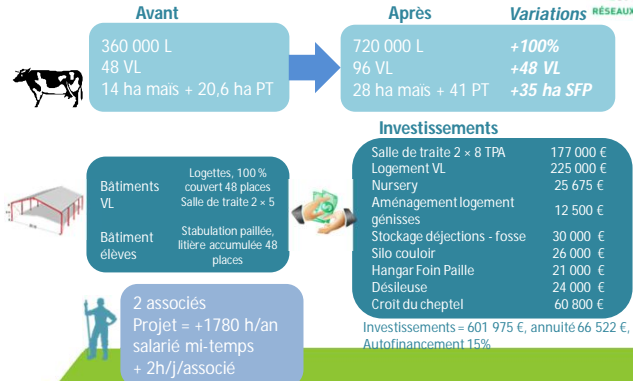 Avant
Après
Variations
RÉSEAUX
360 000 L
48 VL
14 ha maïs + 20,6 ha PT
720 000 L
96 VL
28 ha maïs + 41 PT
+100%
+48 VL
+35 ha SFP
Investissements
Bâtiments
VL
Logettes, 100 %
couvert 48 places
Salle de traite 2 × 5
Bâtiment
élèves
Stabulation paillée,
litière accumulée 48
places
Salle de traite 2 × 8 TPA 177 000 €
Logement VL 225 000 €
Nursery 25 675 €
Aménagement logement
génisses 12 500 €
Stockage déjections - fosse 30 000 €
Silo couloir 26 000 €
Hangar Foin Paille 21 000 €
Désileuse 24 000 €
Croit du cheptel 60 800 €
2 associés
Projet = +1780 h/an
salarié mi-temps
+ 2h/j/associé
Investissements = 601 975 €, annuité 66 522 €,
Autofinancement 15%